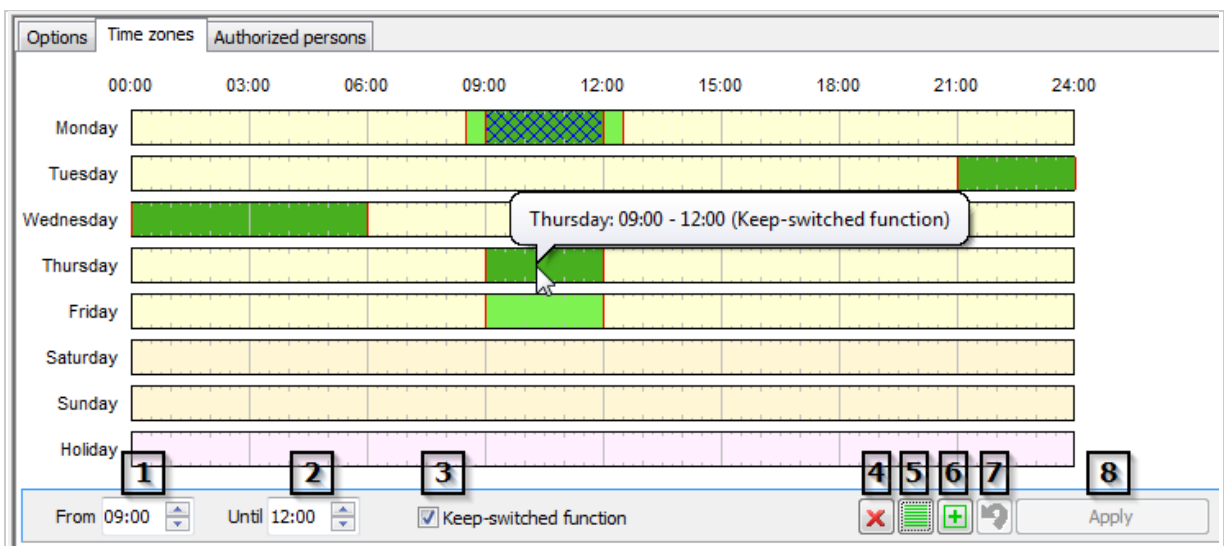 Options Time zones Authorized persons
00:00 03:00 06:00 09:00 12:00 15:00 18:00 21:00 24:00
Monday
Tuesday
Wednesday
Thursday: 09:00 - 12:00 (Keep-switched function)
Thursday
Friday
Saturday
Sunday
Holiday
1 2 3 4 5 6 7 8
From 09:00 Until 12:00 Keep-switched function Apply